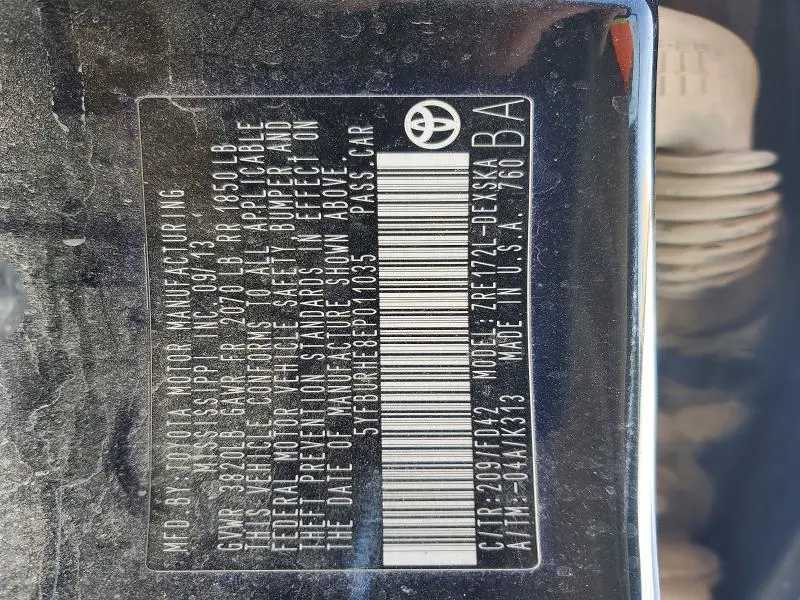 MFD.BY:TOYOTA MOTOR MANUFACTURING,
MISSISSIPPI, INC. 09/13
GVWR 3820LB GAWR FR 2070 LB RR 1850LB
THIS VEHICLE CONFORMS TO ALL APPLICABLE
FEDERAL MOTOR VEHICLE SAFETY, BUMPER AND
THEFT PREVENTION STANDARDS IN EFFECT ON
THE DATE OF MANUFACTURE SHOWN ABOVE.
5YFBURHE8EP011035 PASS.CAR
C/TR:209/FD42 MODEL:ZRE172L-DEXSKA
A/TM:-04A/K313 MADE IN U.S.A. 760
BA